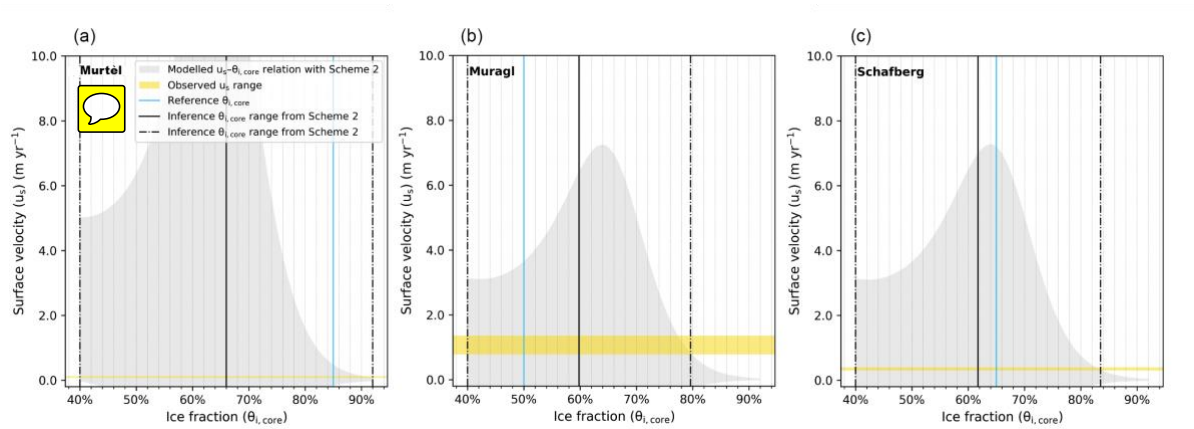 (a)
(b)
(c)
Murtèl
Modelled uₛ-θᵢ,core relation with Scheme 2
Observed uₛ range
Reference θᵢ,core
Inference θᵢ,core range from Scheme 2
Inference θᵢ,core range from Scheme 2
Muragl
Schafberg
Surface velocity (uₛ) (m yr⁻¹)
10.0
8.0
6.0
4.0
2.0
0.0
40% 50% 60% 70% 80% 90%
Ice fraction (θᵢ,core)
Surface velocity (uₛ) (m yr⁻¹)
10.0
8.0
6.0
4.0
2.0
0.0
40% 50% 60% 70% 80% 90%
Ice fraction (θᵢ,core)
Surface velocity (uₛ) (m yr⁻¹)
10.0
8.0
6.0
4.0
2.0
0.0
40% 50% 60% 70% 80% 90%
Ice fraction (θᵢ,core)